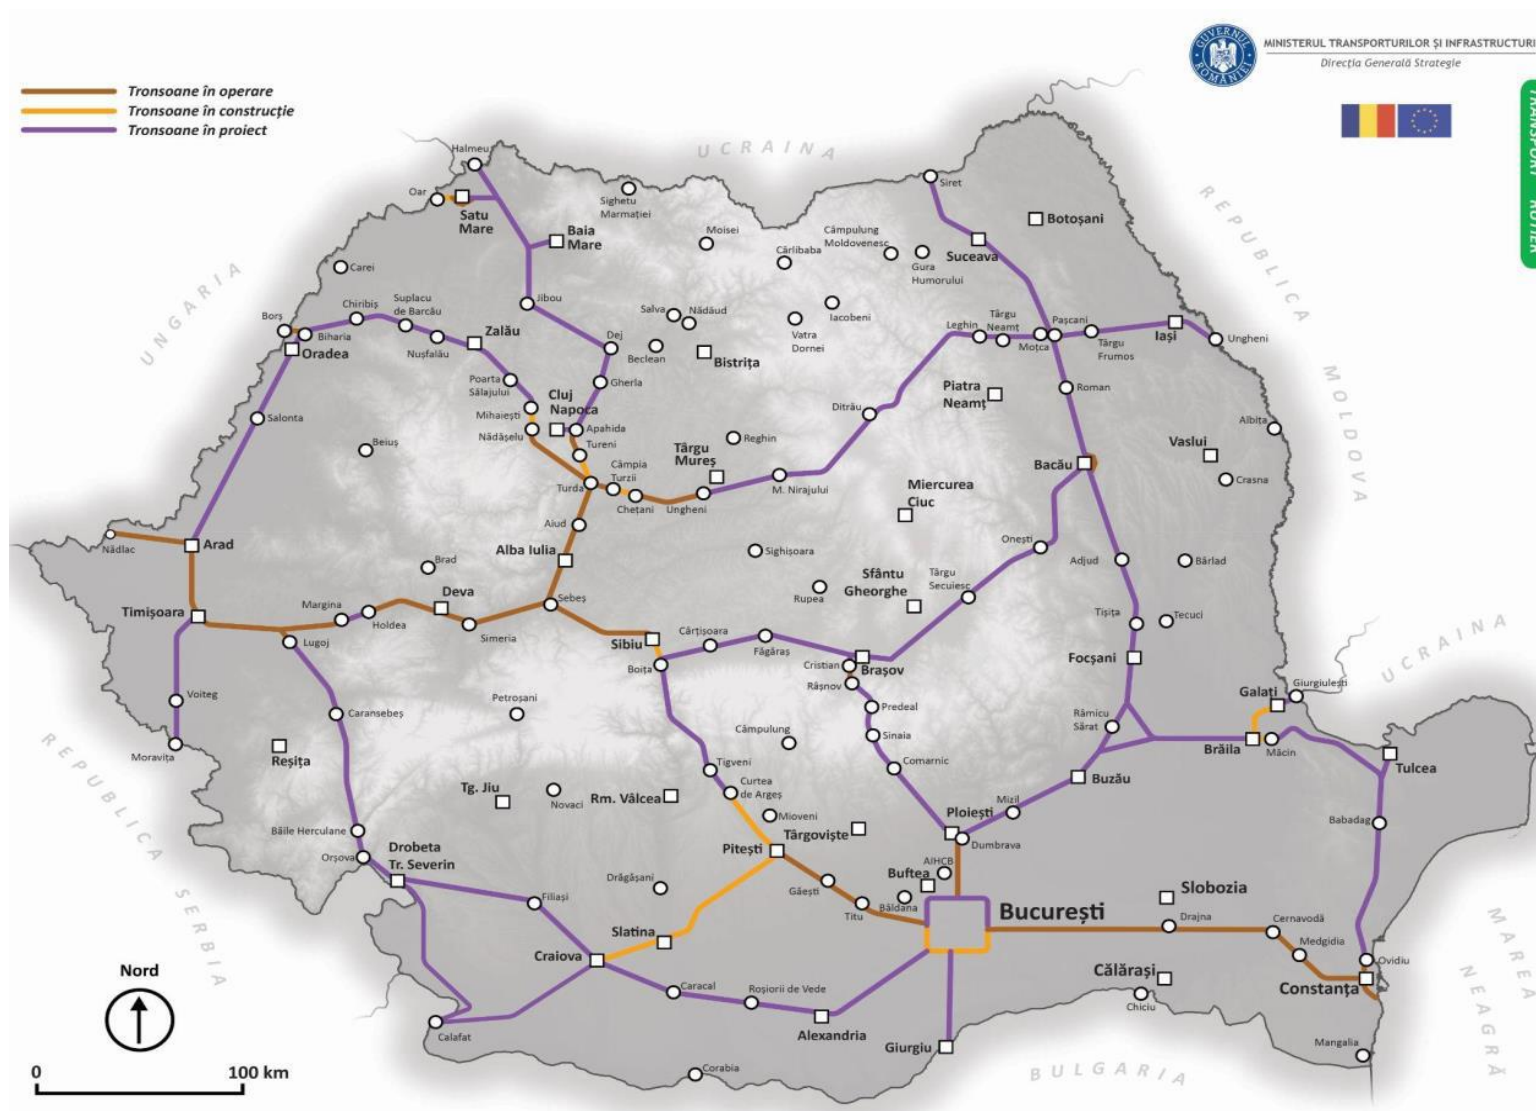 MINISTERUL TRANSPORTURILOR ȘI INFRASTRUCTURII
Direcția Generală Strategie
GUVERNUL ROMÂNIEI
TRANSPORT RUTIER
Tronsoane în operare
Tronsoane în construcție
Tronsoane în proiect
UCRAINA
REPUBLICA
MOLDOVA
UNGARIA
Halmeu
Oar
Satu
Mare
Sighetu
Marmației
Baia
Mare
Moisei
Cârlibaba
Câmpulung
Moldovenesc
Gura
Humorului
Siret
Suceava
Botoșani
Carei
Borș
Biharia
Oradea
Chiribiș
Suplacu
de Barcău
Nușfalău
Zalău
Jibou
Salva
Nădăud
Iacobeni
Vatra
Dornei
Dej
Beclean
Bistrița
Leghin
Târgu
Neamț
Moțca
Pașcani
Târgu
Frumos
Iași
Ungheni
Poarta
Sălajului
Gherla
Piatra
Neamț
Roman
Mihaiești
Cluj
Napoca
Nădășelu
Apahida
Tureni
Salonta
Beiuș
Ditrău
Albița
Reghin
Târgu
Mureș
Câmpia
Turzii
Turda
Chețani
Ungheni
M. Nirajului
Bacău
Vaslui
Crasna
Miercurea
Ciuc
Nădlac
Arad
Aiud
Alba Iulia
Sighișoara
Onești
Adjud
Bârlad
Brad
Deva
Sebeș
Rupea
Sfântu
Gheorghe
Târgu
Secuiesc
Timișoara
Margina
Holdea
Simeria
Lugoj
Sibiu
Boița
Cârțișoara
Făgăraș
Cristian
Brașov
Râșnov
Tișița
Tecuci
Focșani
UCRAINA
Galați
Giurgiulești
Voiteg
Caransebeș
Petroșani
Predeal
Sinaia
Câmpulung
Râmicu
Sărat
Moravița
Reșița
Brăila
Măcin
Tulcea
Tigveni
Curtea
de Argeș
Comarnic
Buzău
Tg. Jiu
Novaci
Rm. Vâlcea
Mioveni
Târgoviște
Ploiești
Mizil
Dumbrava
Babadag
Băile Herculane
Orșova
Drobeta
Tr. Severin
Pitești
AIHCB
Buftea
Băldana
Găești
Titu
Drăgășani
Filiași
Slatina
București
Slobozia
Drajna
Cernavodă
Medgidia
Ovidiu
Constanța
Craiova
Caracal
Roșiorii de Vede
Alexandria
Călărași
Chiciu
Giurgiu
Calafat
Corabia
Mangalia
REPUBLICA
SERBIA
BULGARIA
MAREA
NEAGRĂ
Nord
0 100 km